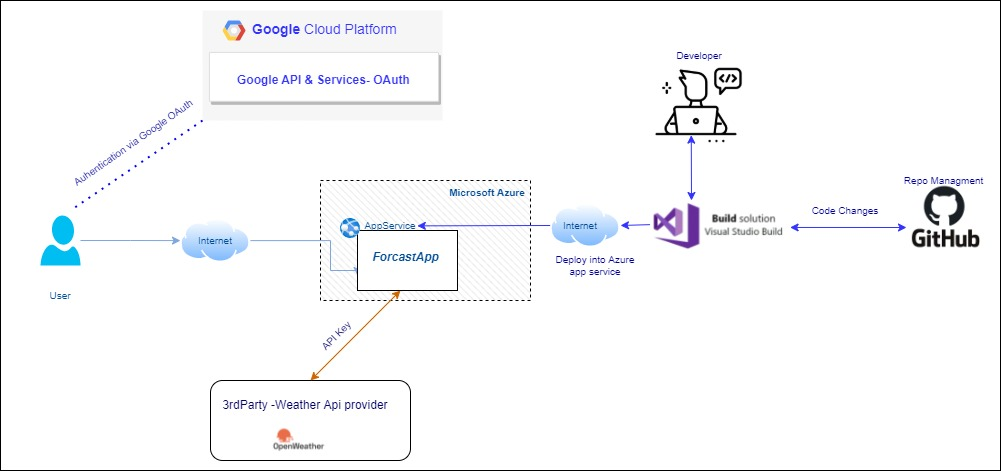 Google Cloud Platform
Google API & Services- OAuth
Auhentication via Google OAuth
Developer
Microsoft Azure
Repo Managment
AppService
Internet
User
ForcastApp
Internet
Deploy into Azure
app service
Build solution
Visual Studio Build
Code Changes
GitHub
API Key
3rdParty -Weather Api provider
OpenWeather